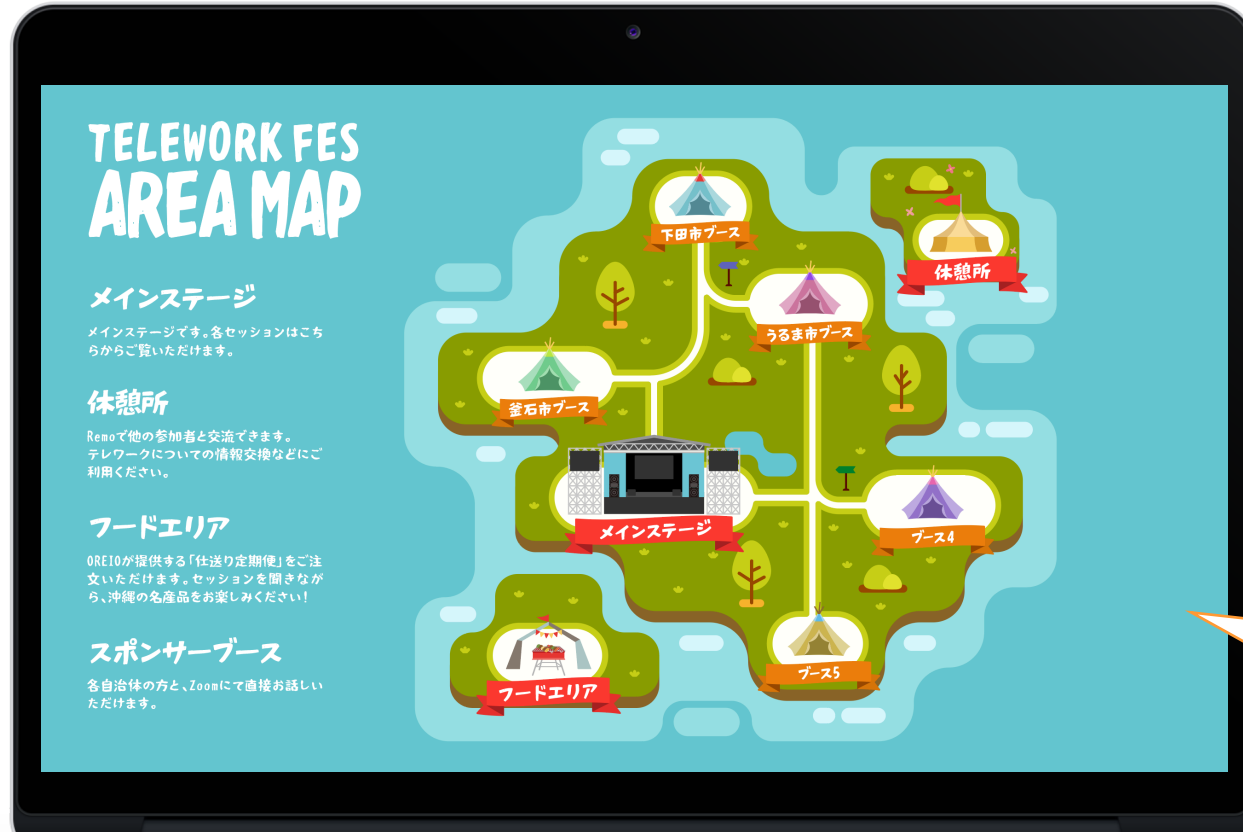 TELEWORK FES
AREA MAP
メインステージ
メインステージです。各セッションはこち
らからご覧いただけます。
休憩所
Remoで他の参加者と交流できます。
テレワークについての情報交換などにご
利用ください。
フードエリア
OREIOが提供する「仕送り定期便」をご注
文いただけます。セッションを聞きなが
ら、沖縄の名産品をお楽しみください!
スポンサーブース
各自治体の方と、Zoomにて直接お話しい
ただけます。
下田市ブース
休憩所
うるま市ブース
釜石市ブース
メインステージ
ブース4
ブース5
フードエリア